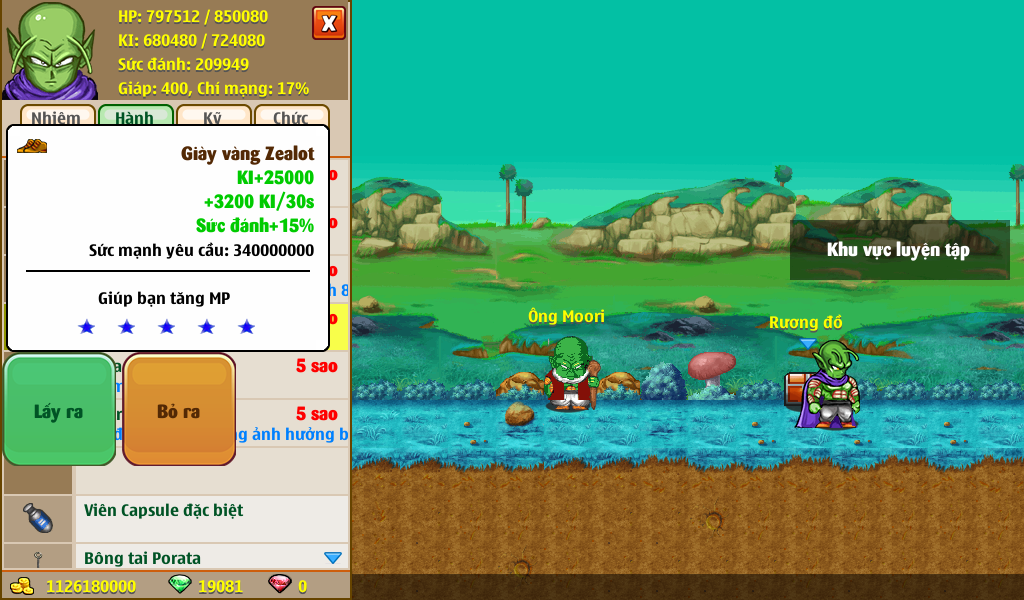 HP: 797512 / 850080
KI: 680480 / 724080
Sức đánh: 209949
Giáp: 400, Chí mạng: 17%
X
Nhiệm
Hành
Kỹ
Chức
Giày vàng Zealot
KI+25000
+3200 KI/30s
Sức đánh+15%
Sức mạnh yêu cầu: 340000000
Giúp bạn tăng MP
5 sao
5 sao
ảnh hưởng b
Lấy ra
Bỏ ra
Viên Capsule đặc biệt
Bông tai Porata
1126180000
19081
0
Khu vực luyện tập
Ông Moori
Rương đồ